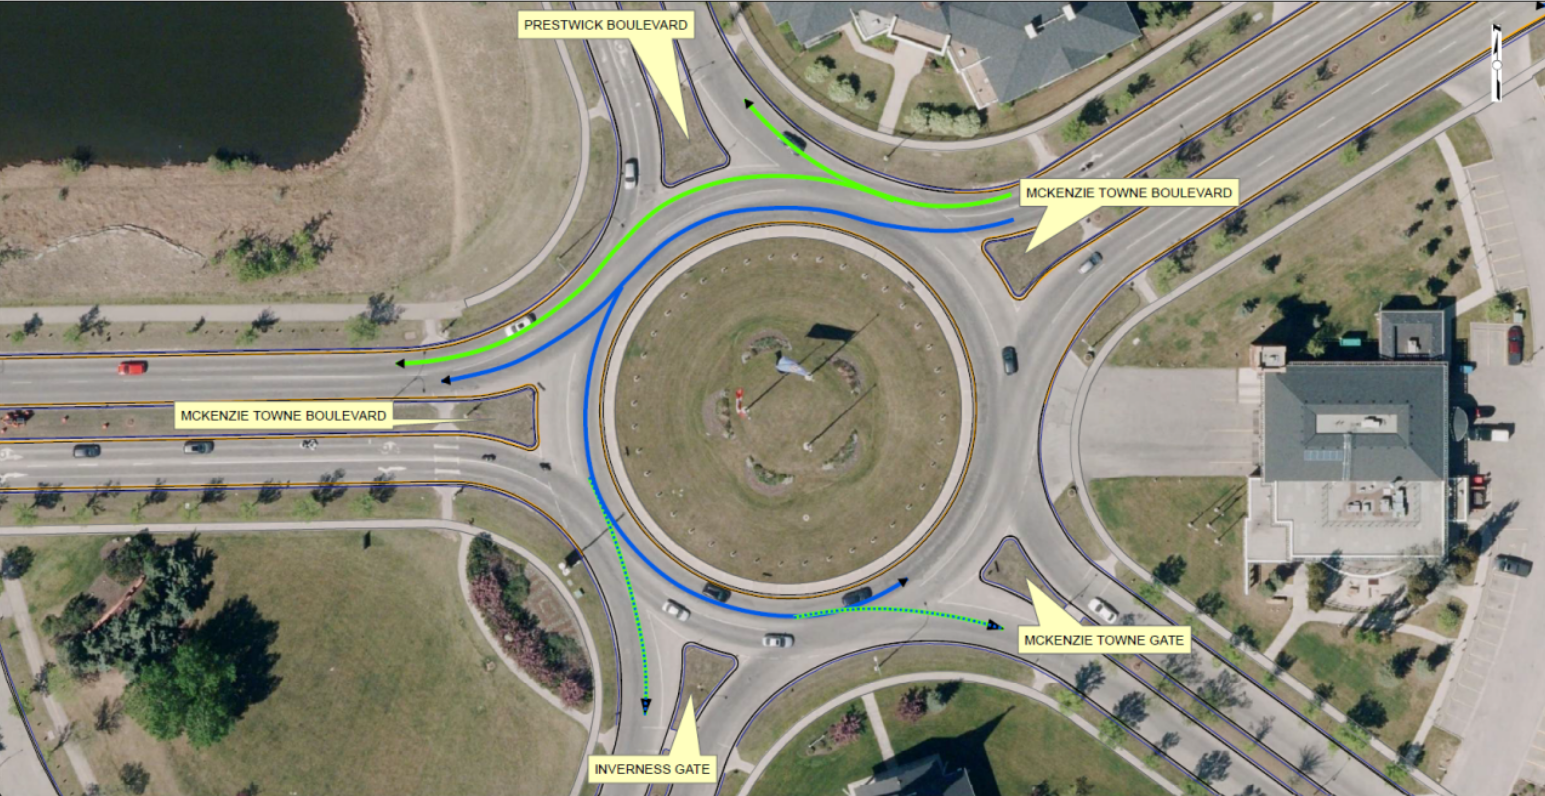 PRESTWICK BOULEVARD
MCKENZIE TOWNE BOULEVARD
MCKENZIE TOWNE BOULEVARD
MCKENZIE TOWNE GATE
INVERNESS GATE